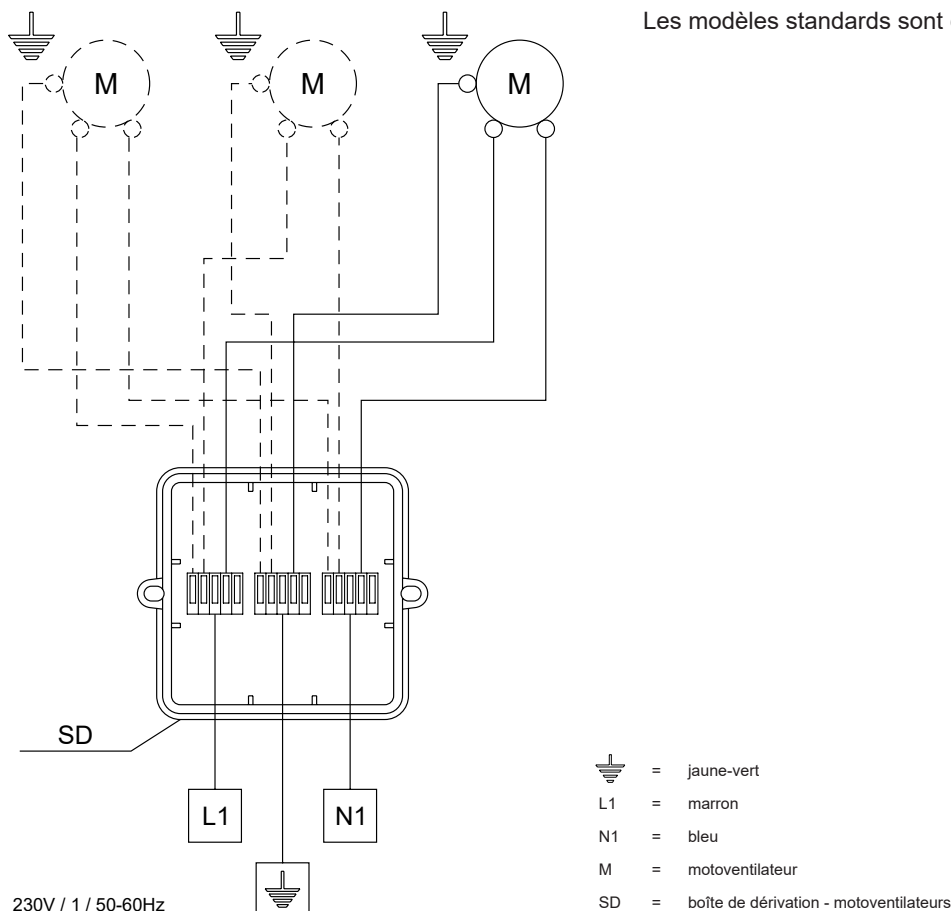 Les modèles standards sont
M M M
SD
L1 N1
230V / 1 / 50-60Hz
= jaune-vert
L1 = marron
N1 = bleu
M = motoventilateur
SD = boîte de dérivation - motoventilateurs